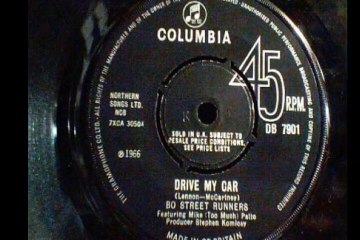 COLUMBIA
45
R.P.M.
NORTHERN
SONGS LTD.
NCB
7XCA 30504
DB 7901
SOLD IN U.K. SUBJECT TO
RESALE PRICE CONDITIONS,
SEE PRICE LISTS
℗1966
DRIVE MY CAR
(Lennon—McCartney)
BO STREET RUNNERS
Featuring Mike (Too Much) Patto
Producer Stephen Komlosy
MADE IN GT. BRITAIN